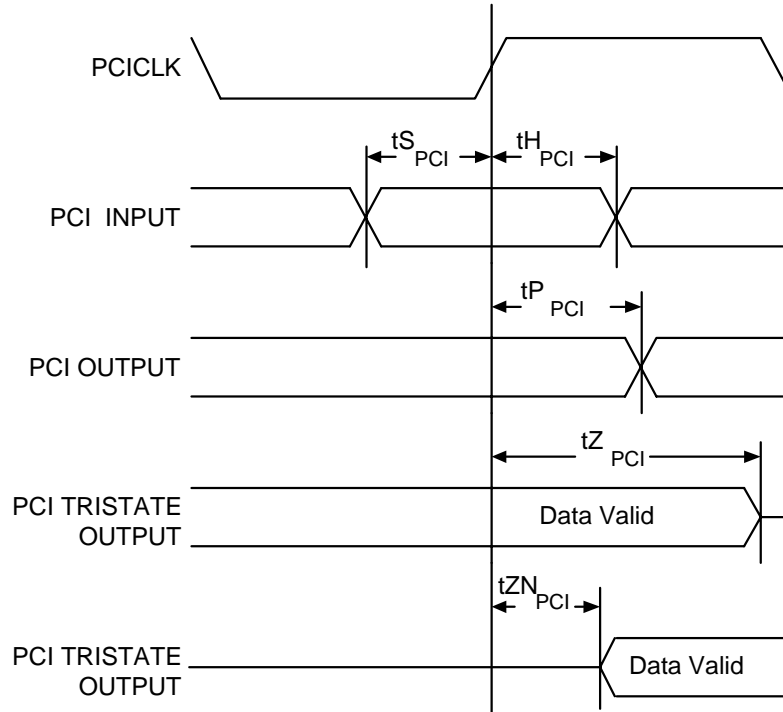 PCICLK
tS PCI
tH PCI
PCI INPUT
tP PCI
PCI OUTPUT
tZ PCI
PCI TRISTATE
OUTPUT
Data Valid
tZN PCI
PCI TRISTATE
OUTPUT
Data Valid